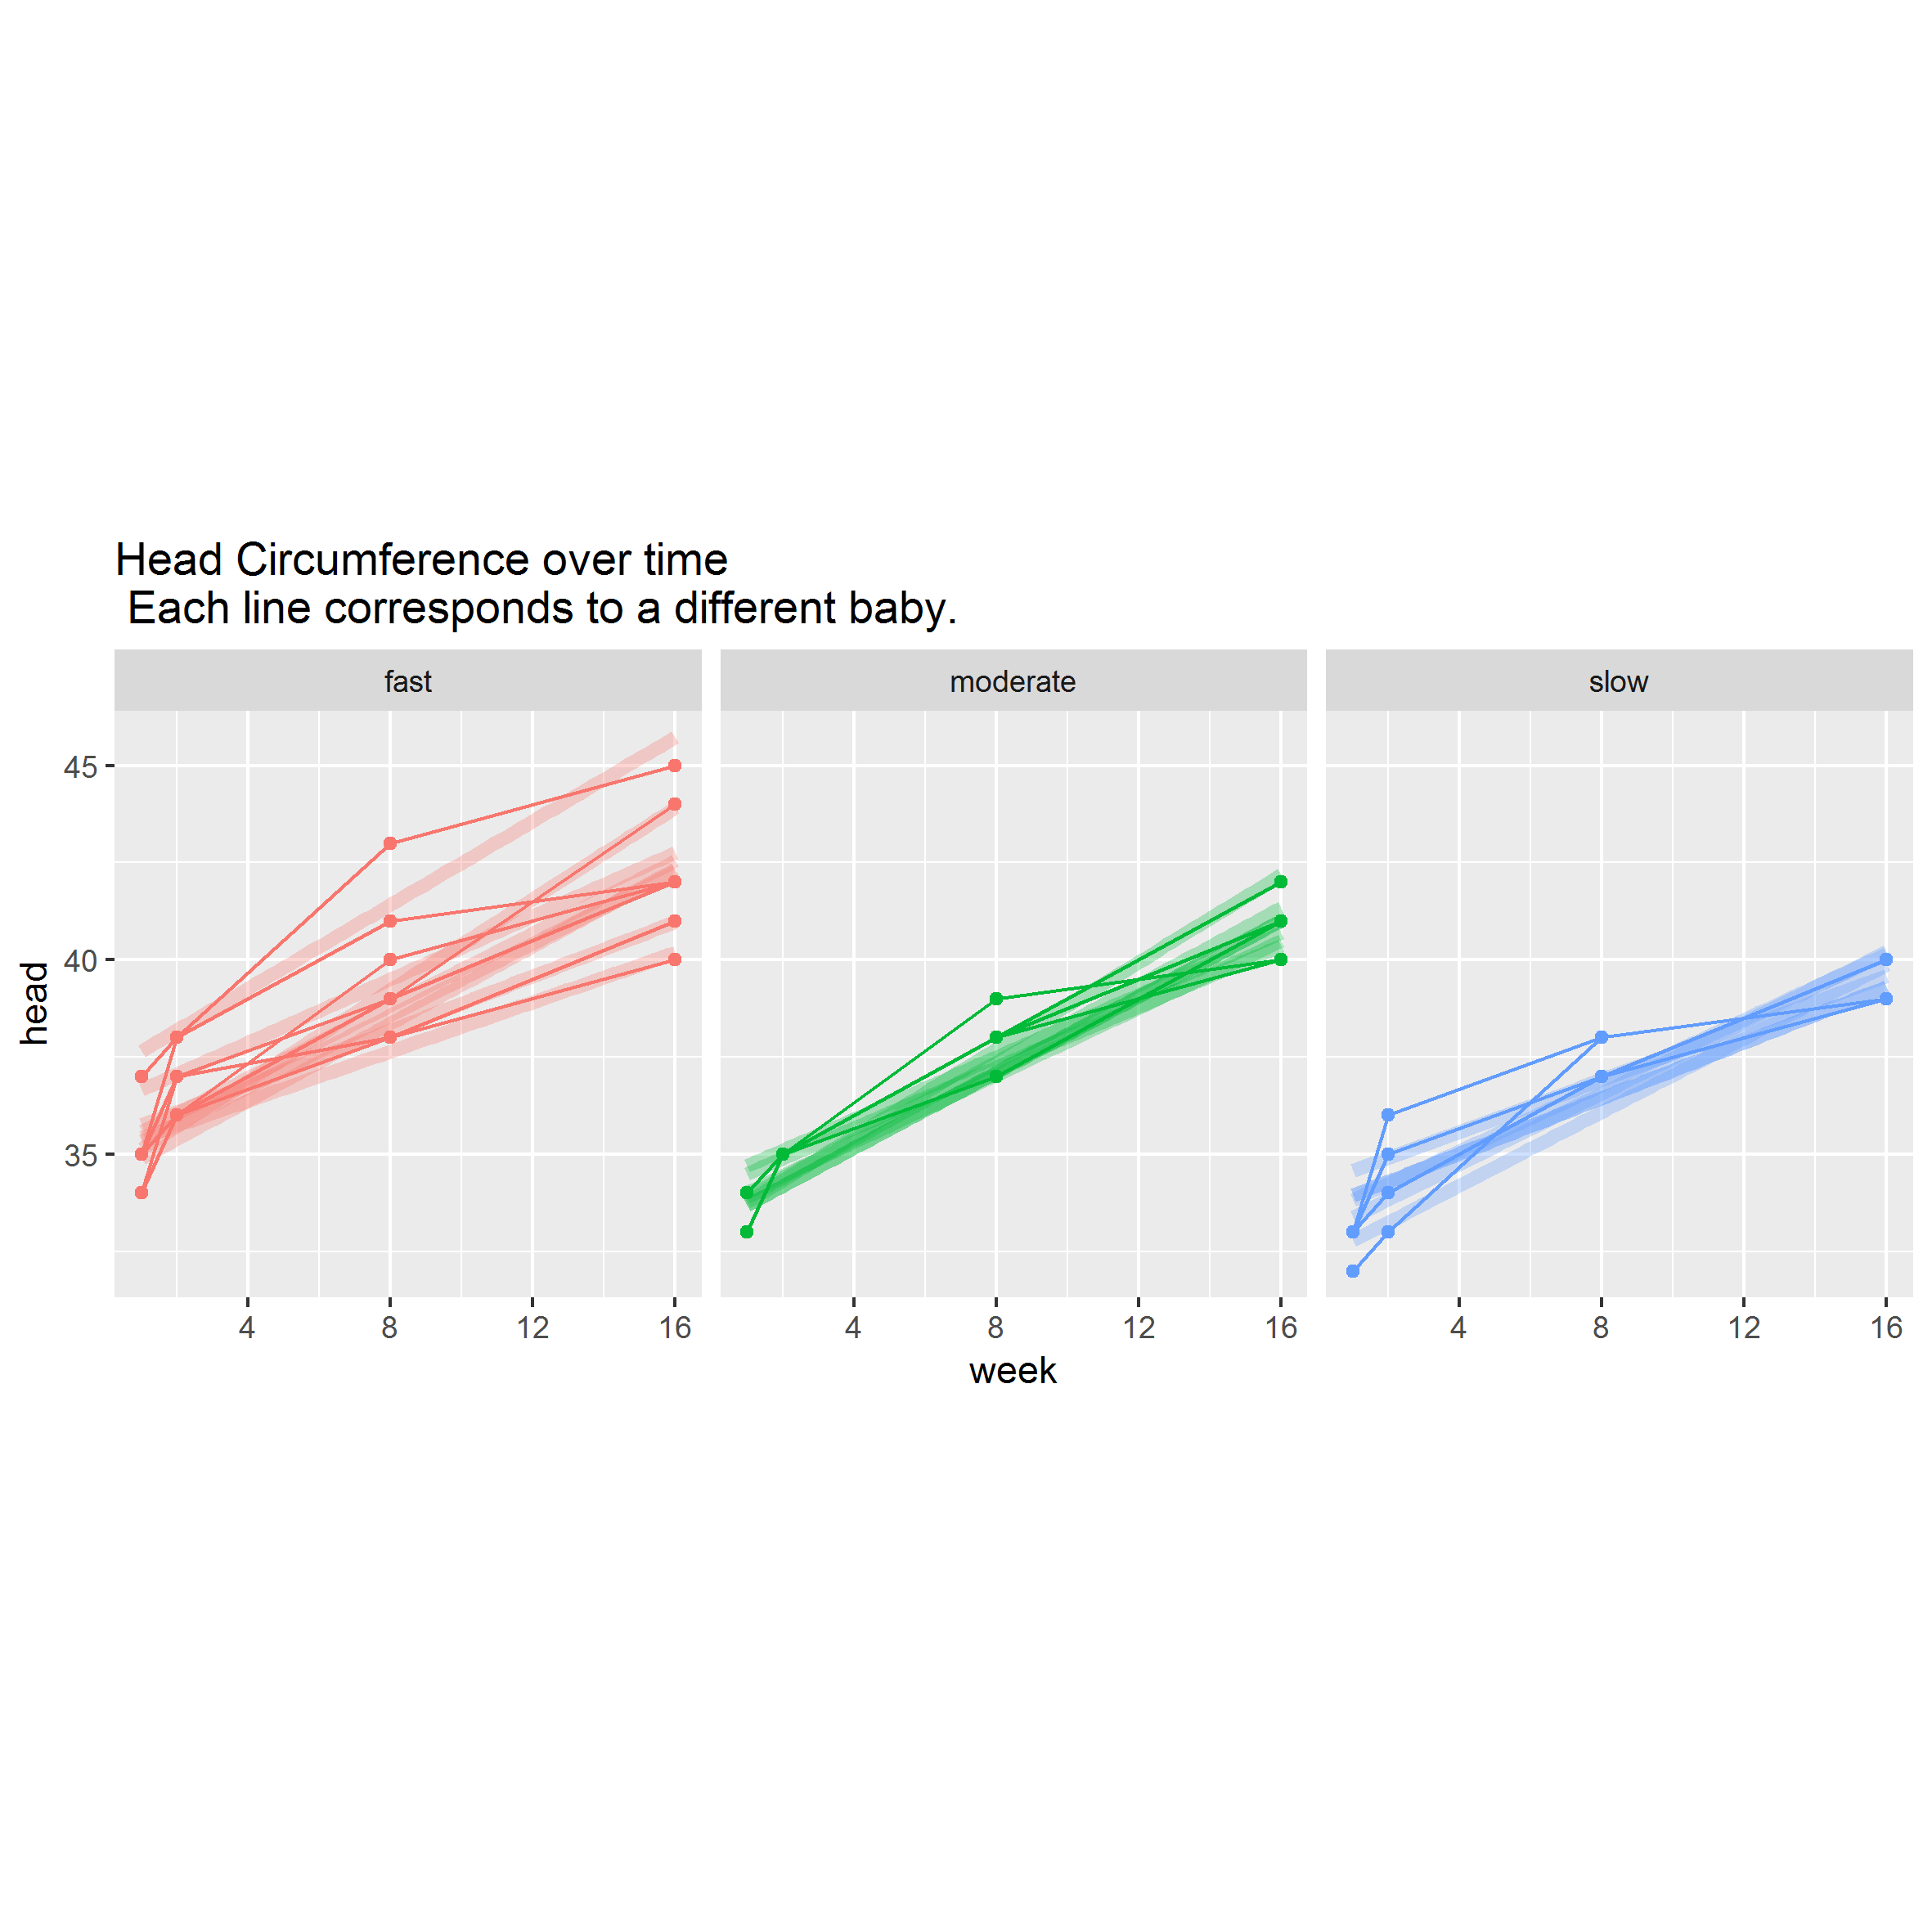 Head Circumference over time
Each line corresponds to a different baby.
fast moderate slow
45
40
35
head
4 8 12 16 4 8 12 16 4 8 12 16
week